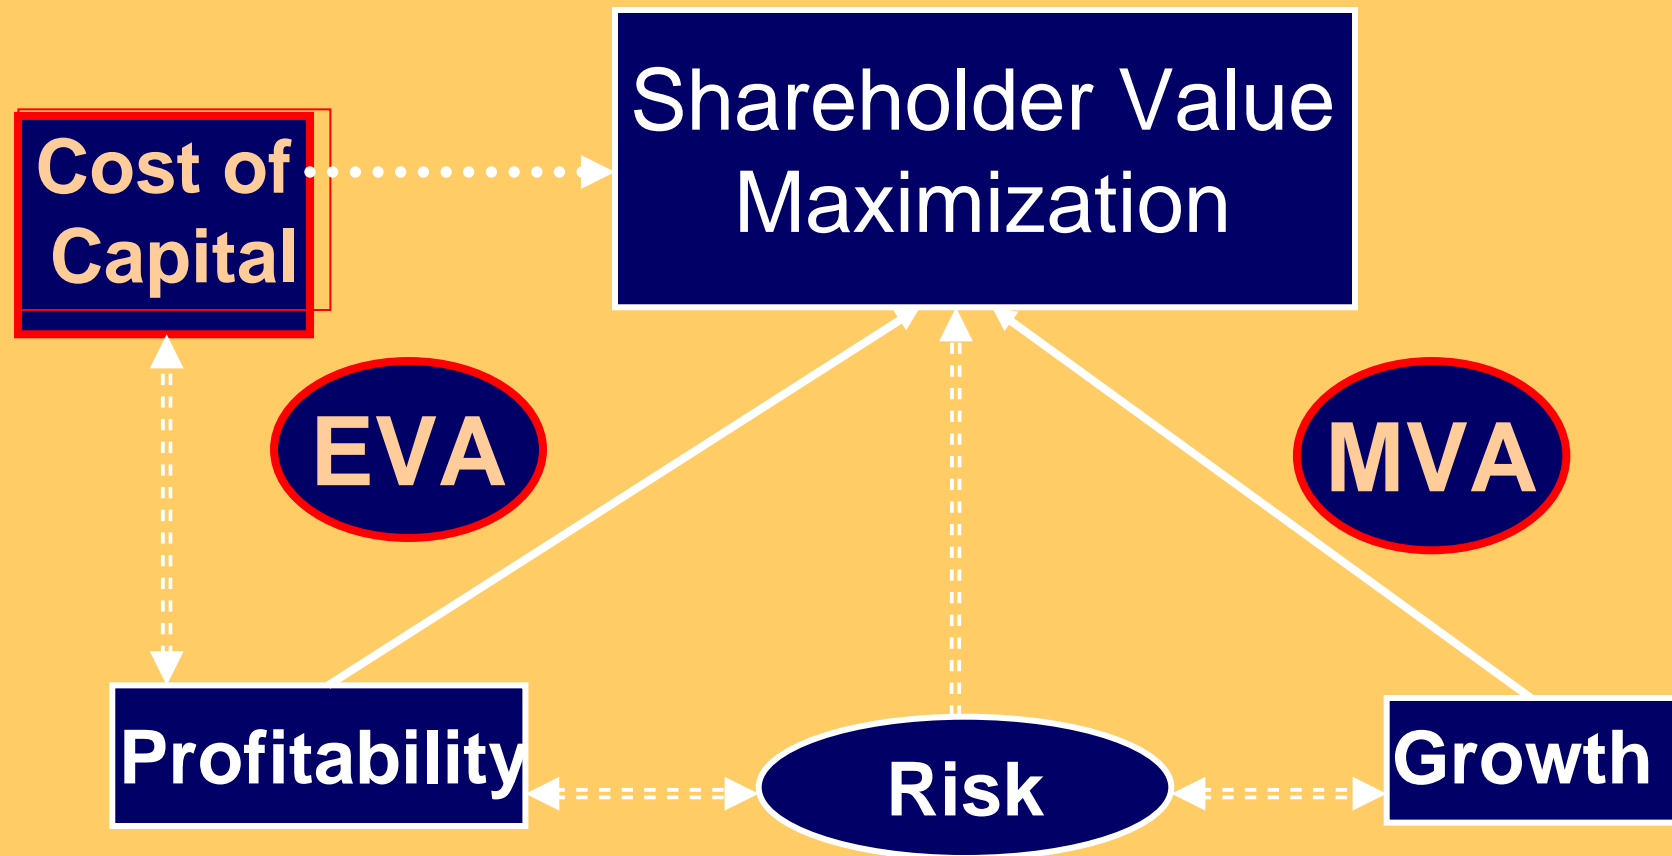 Shareholder Value
Maximization
Cost of
Capital
EVA
MVA
Profitability
Risk
Growth